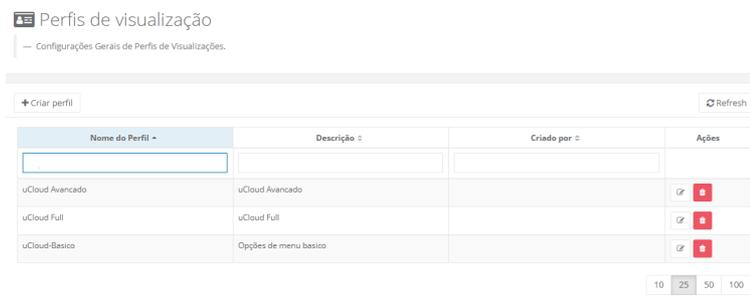 Perfis de visualização
— Configurações Gerais de Perfis de Visualizações.
+ Criar perfil
Refresh
Nome do Perfil Descrição Criado por Ações
uCloud Avancado uCloud Avancado
uCloud Full uCloud Full
uCloud-Basico Opções de menu basico
10 25 50 100